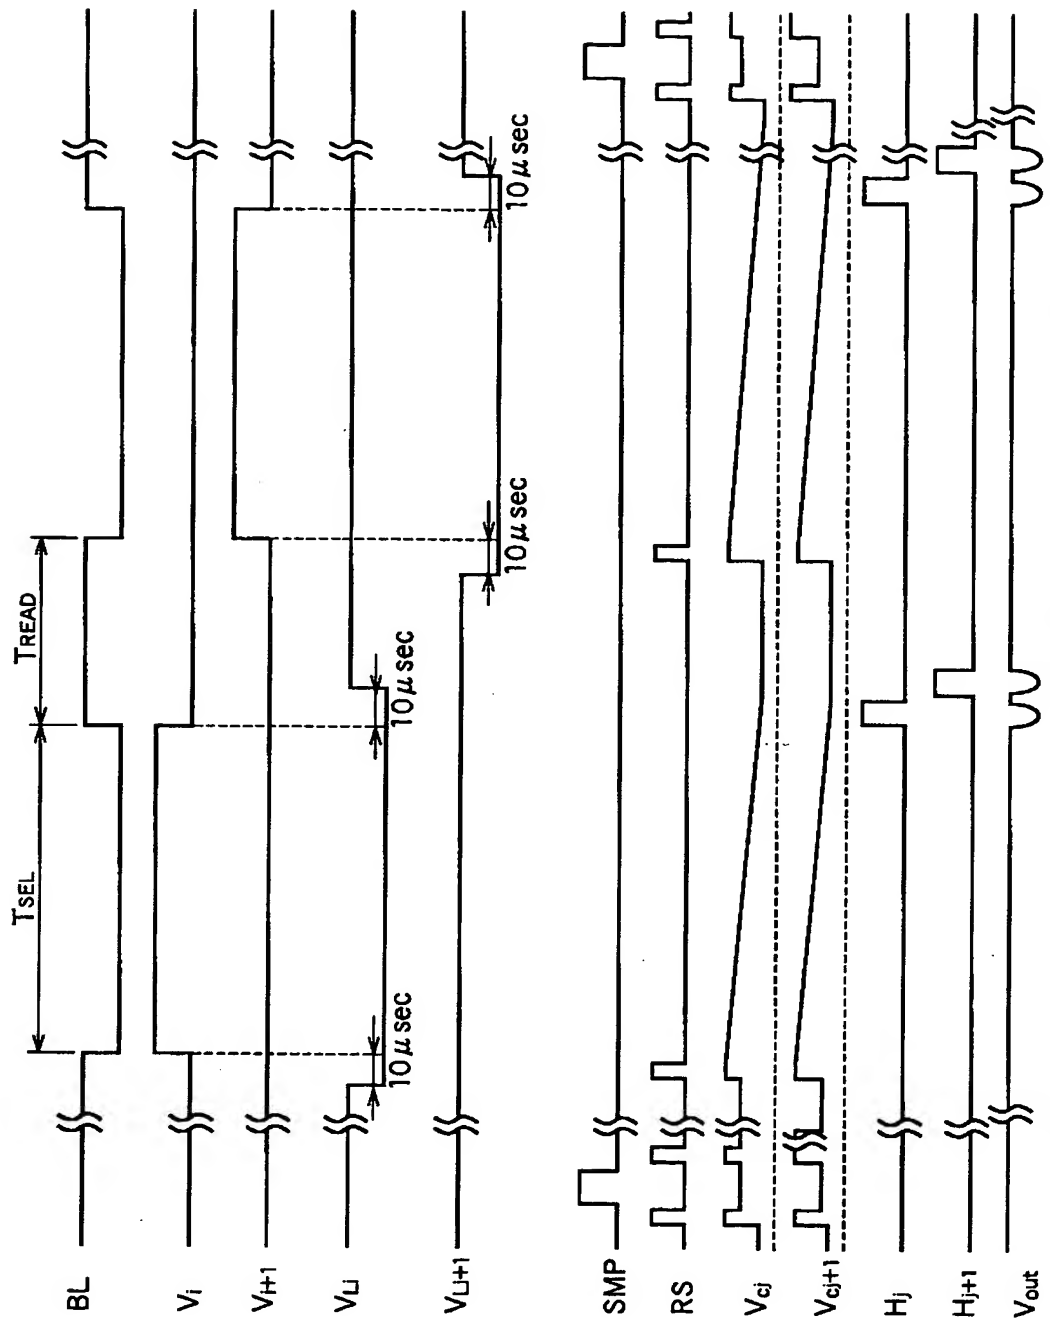 TSEL
TREAD
BL
Vi
Vi+1
VLi
10μsec
10μsec
VLi+1
10μsec
10μsec
SMP
RS
Vcj
Vcj+1
Hj
Hj+1
Vout